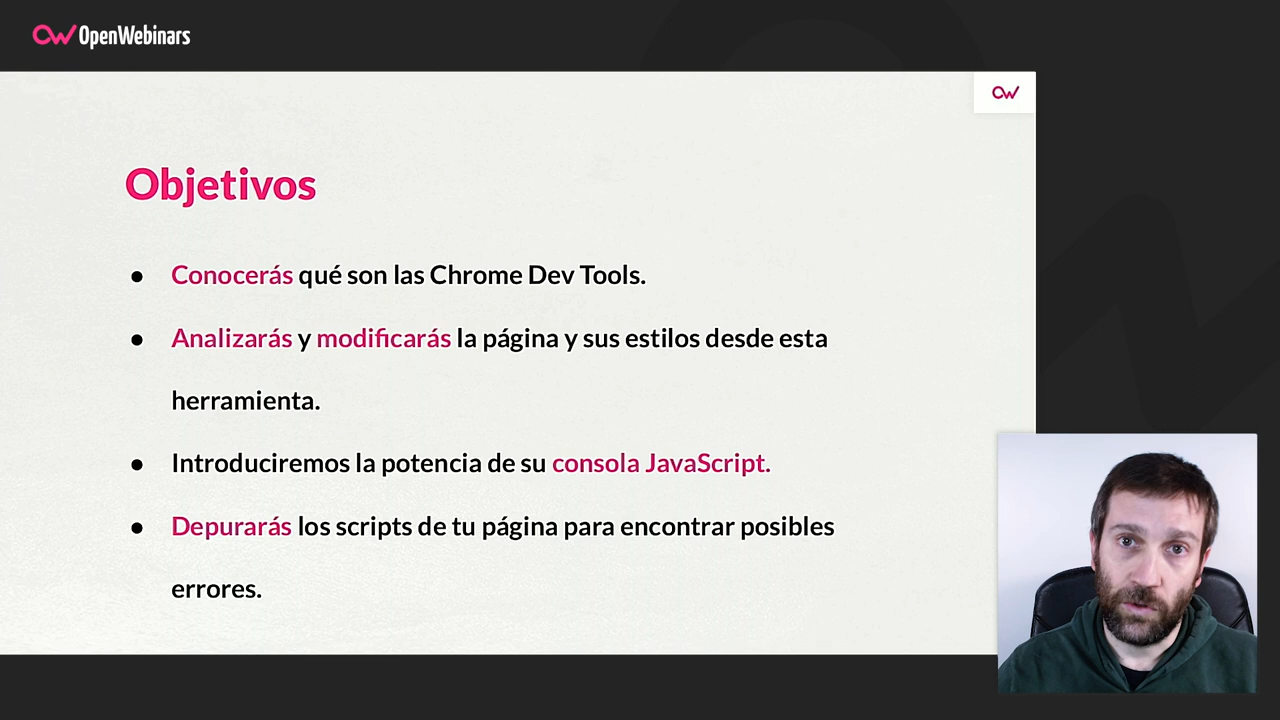 OpenWebinars
Objetivos
● Conocerás qué son las Chrome Dev Tools.
● Analizarás y modificarás la página y sus estilos desde esta
herramienta.
● Introduciremos la potencia de su consola JavaScript.
● Depurarás los scripts de tu página para encontrar posibles
errores.